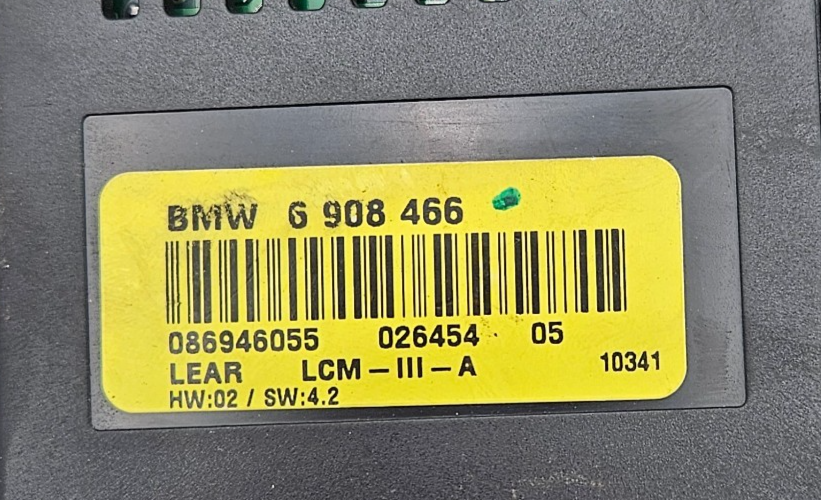 BMW 6 908 466
086946055 026454 05
LEAR LCM-III-A 10341
HW:02 / SW:4.2